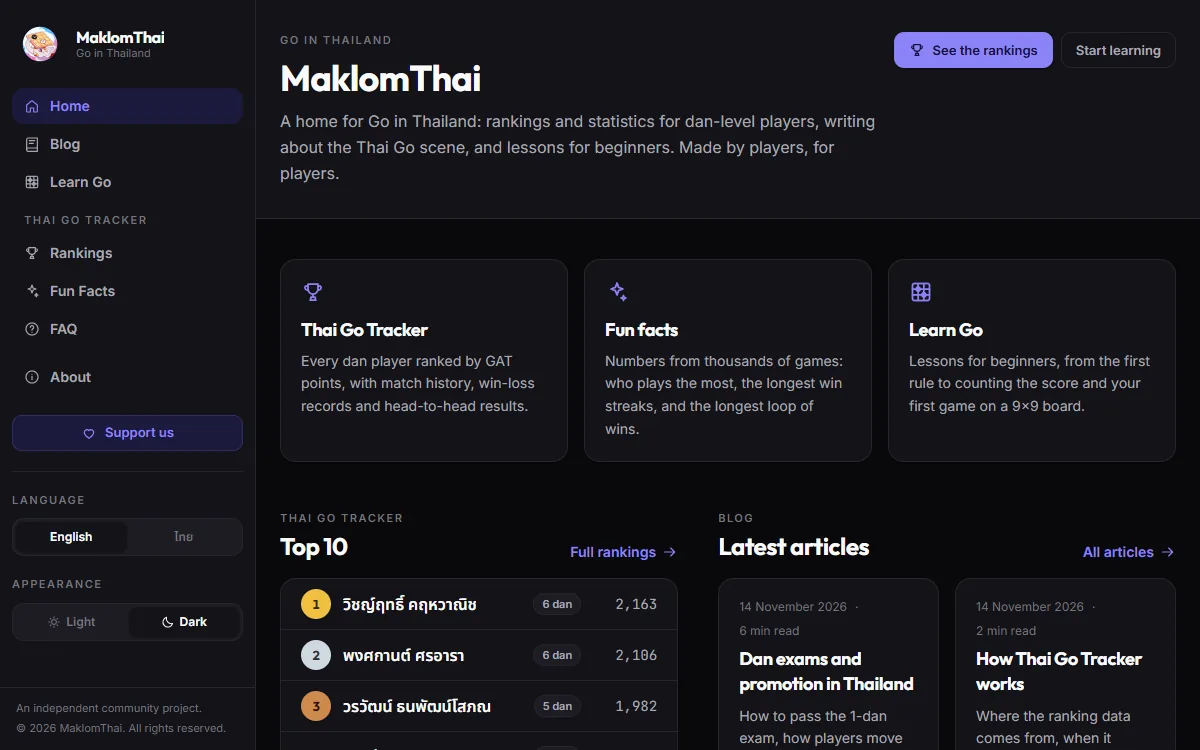 MaklomThai
Go in Thailand
Home
Blog
Learn Go
THAI GO TRACKER
Rankings
Fun Facts
FAQ
About
Support us
LANGUAGE
English
ไทย
APPEARANCE
Light
Dark
An independent community project.
© 2026 MaklomThai. All rights reserved.
GO IN THAILAND
MaklomThai
A home for Go in Thailand: rankings and statistics for dan-level players, writing
about the Thai Go scene, and lessons for beginners. Made by players, for
players.
See the rankings
Start learning
Thai Go Tracker
Every dan player ranked by GAT
points, with match history, win-loss
records and head-to-head results.
Fun facts
Numbers from thousands of games:
who plays the most, the longest win
streaks, and the longest loop of
wins.
Learn Go
Lessons for beginners, from the first
rule to counting the score and your
first game on a 9×9 board.
THAI GO TRACKER
Top 10
Full rankings →
1 วิชญ์ฤทธิ์ คฤหวาณิช 6 dan 2,163
2 พงศกานต์ ศรอารา 6 dan 2,106
3 วรวัฒน์ ธนพัฒน์โสภณ 5 dan 1,982
BLOG
Latest articles
All articles →
14 November 2026 ·
6 min read
Dan exams and
promotion in Thailand
How to pass the 1-dan
exam, how players move
14 November 2026 ·
2 min read
How Thai Go Tracker
works
Where the ranking data
comes from, when it